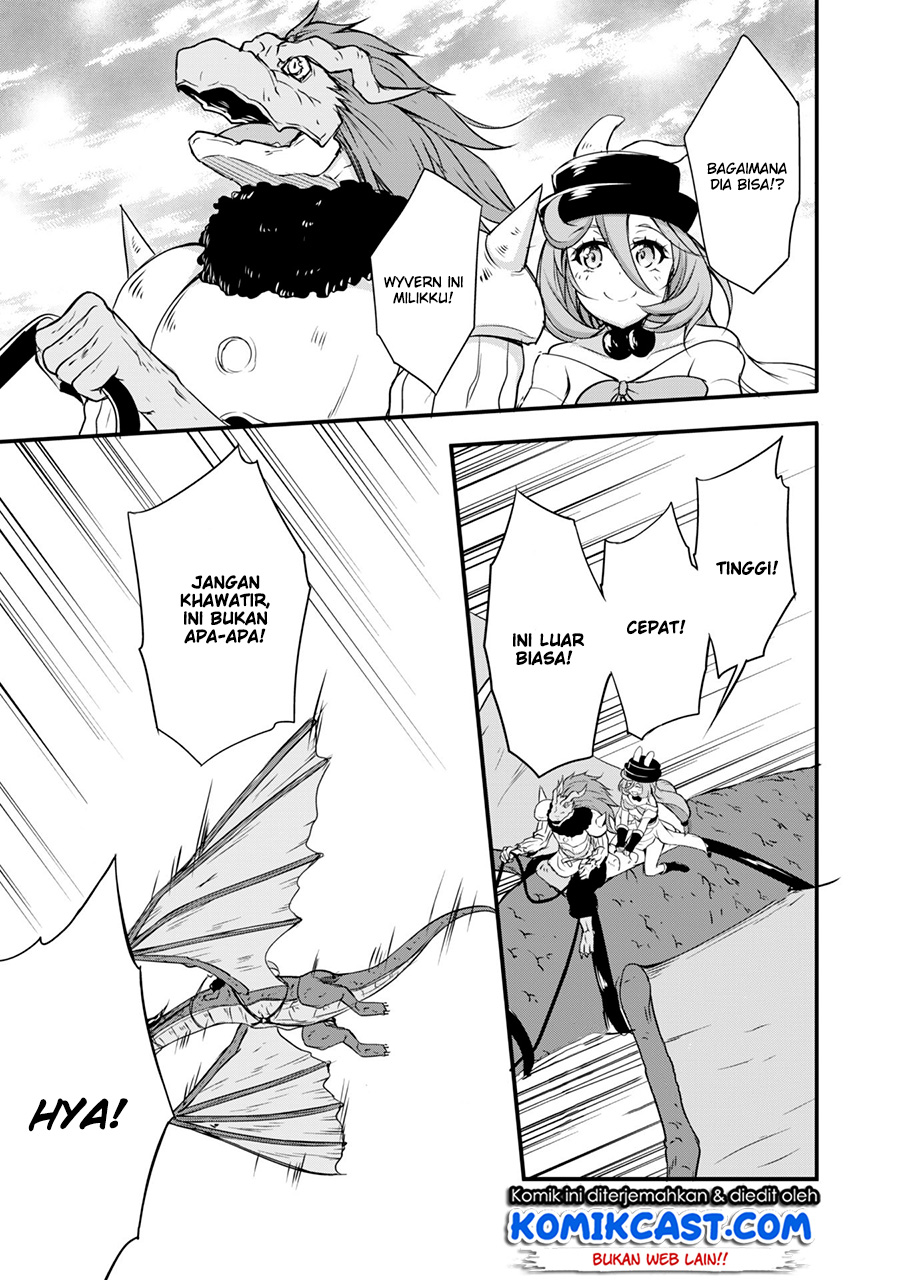 BAGAIMANA
DIA BISA!?
WYVERN INI
MILIKKU!
TINGGI!
CEPAT!
INI LUAR
BIASA!
JANGAN
KHAWATIR,
INI BUKAN
APA-APA!
HYA!
Komik ini diterjemahkan & diedit oleh
KOMIKCAST.COM
BUKAN WEB LAIN!!